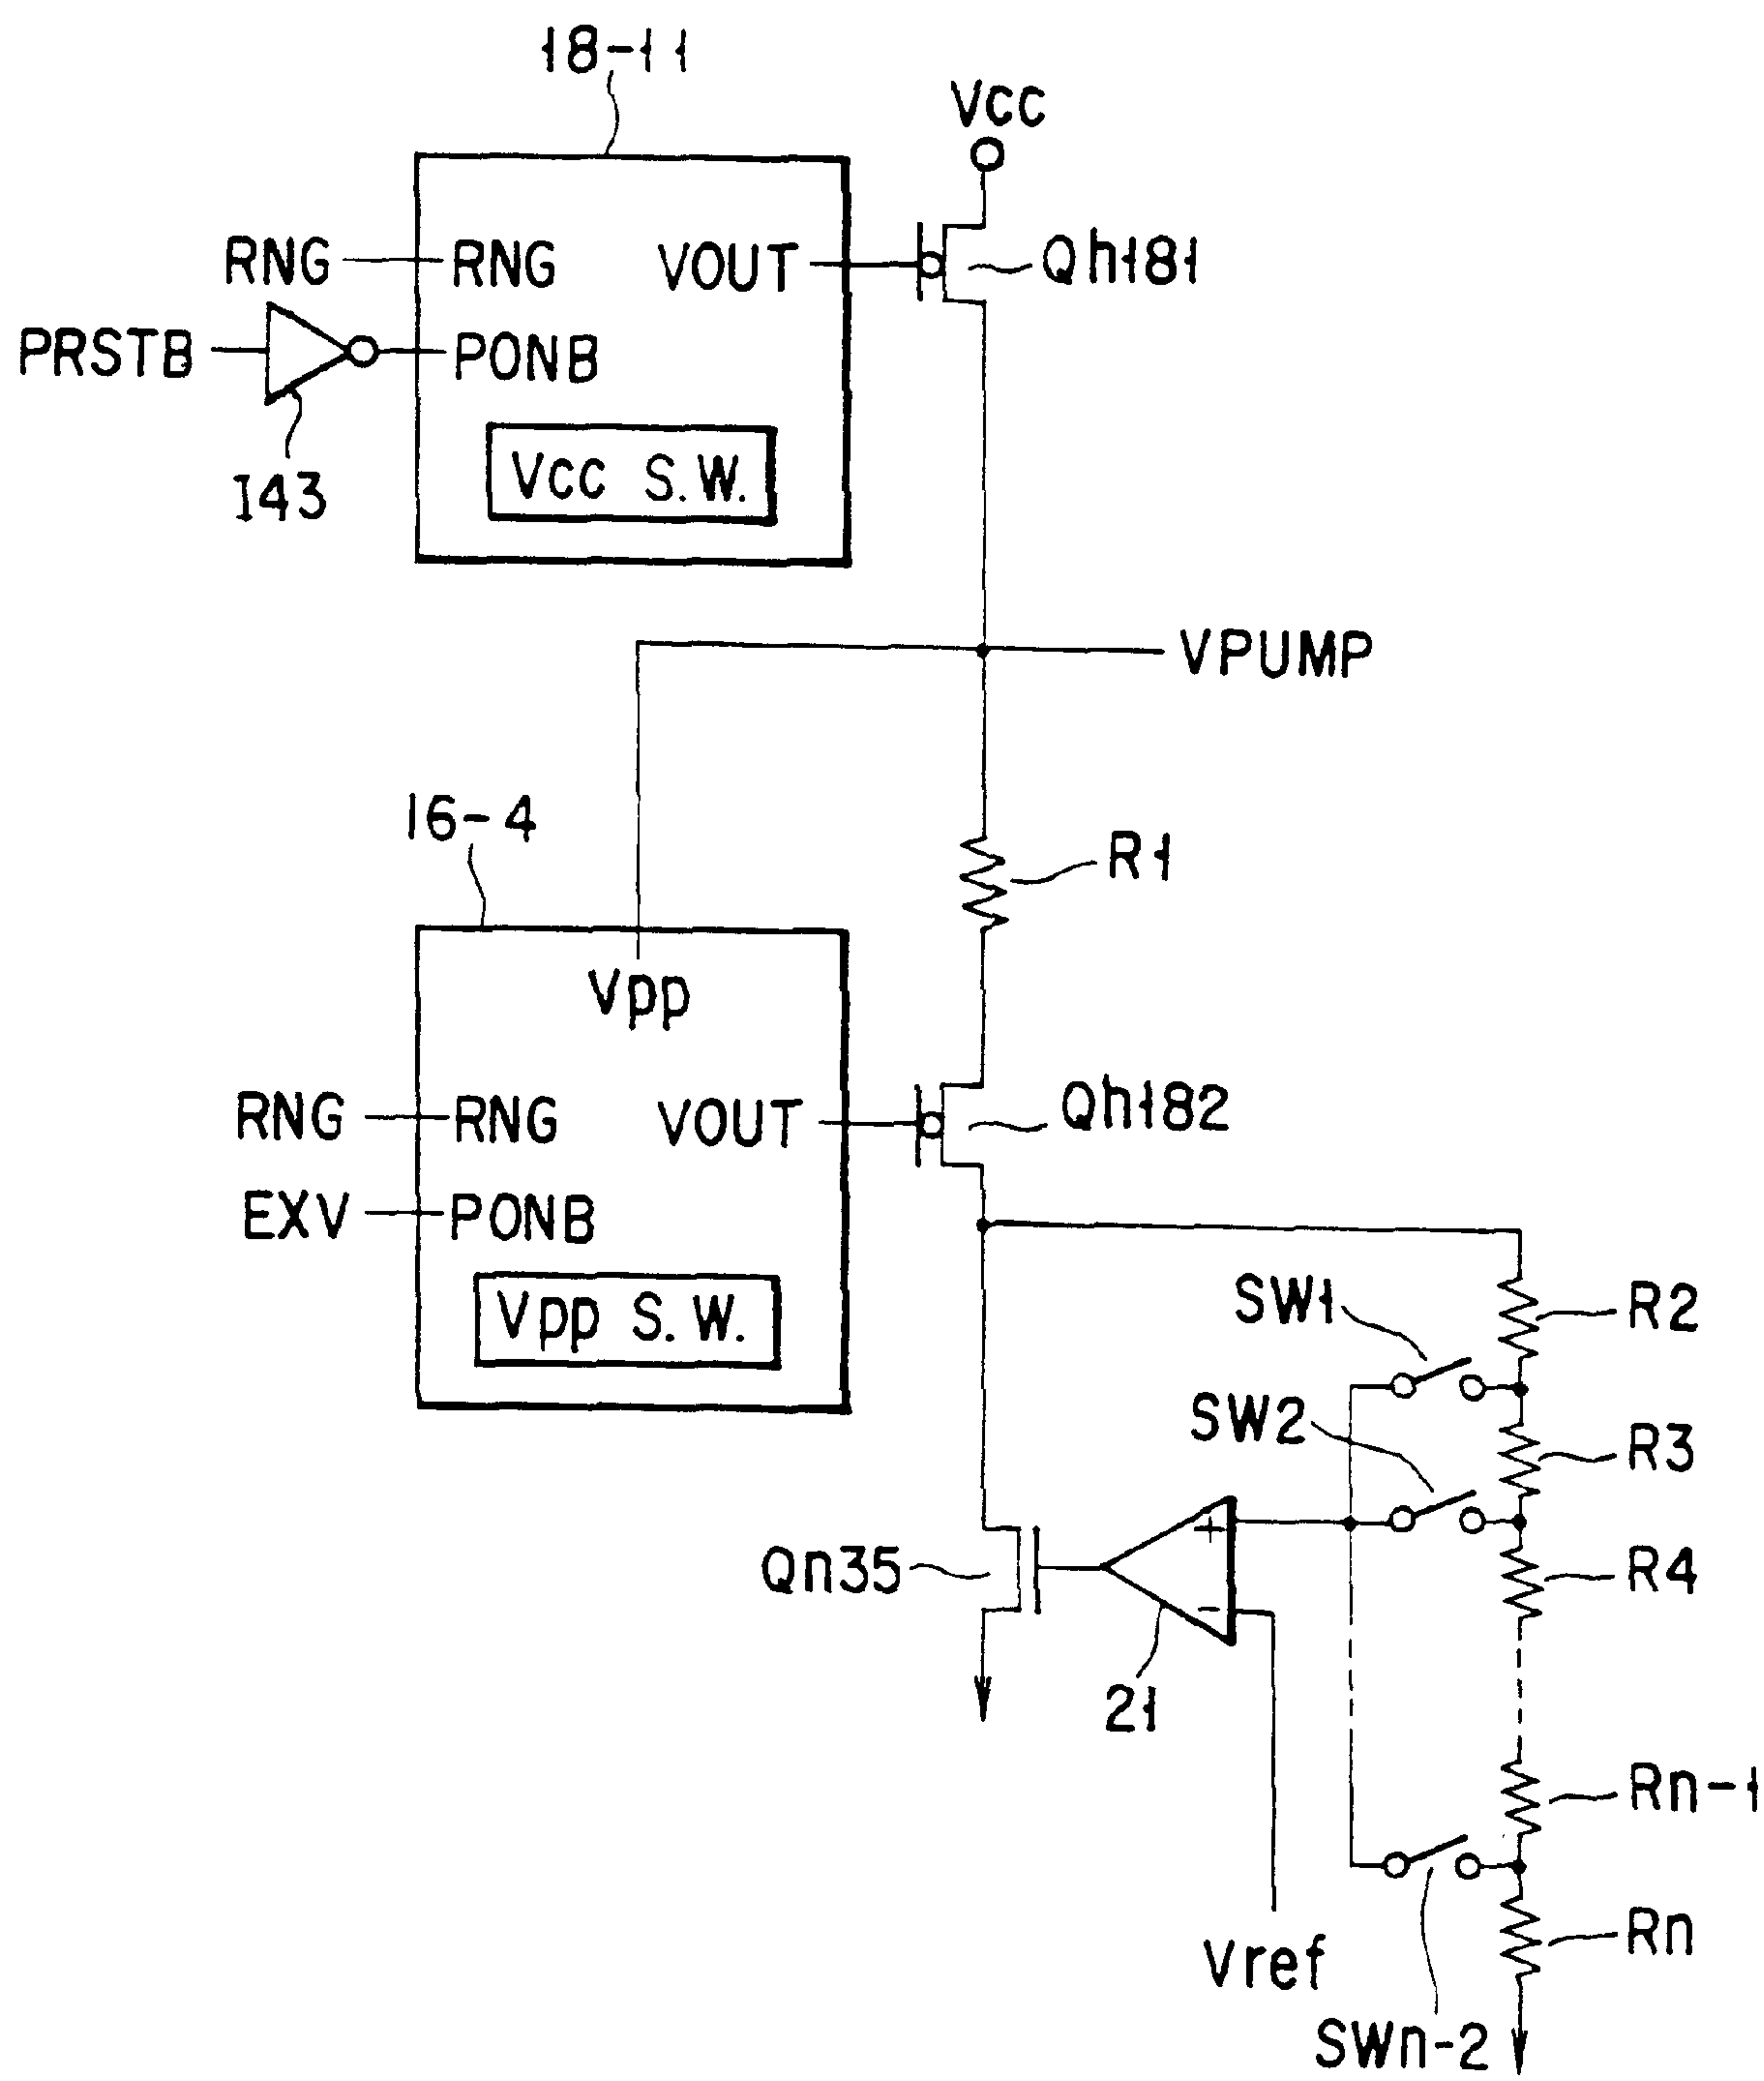 18-11
Vcc
RNG
RNG
VOUT
Qh181
PRSTB
PONB
I43
Vcc S.W.
VPUMP
16-4
R1
Vpp
RNG
RNG
VOUT
Qh182
EXV
PONB
Vpp S.W.
SW1
R2
SW2
R3
+
Qn35
R4
-
21
Rn-1
Rn
Vref
SWn-2